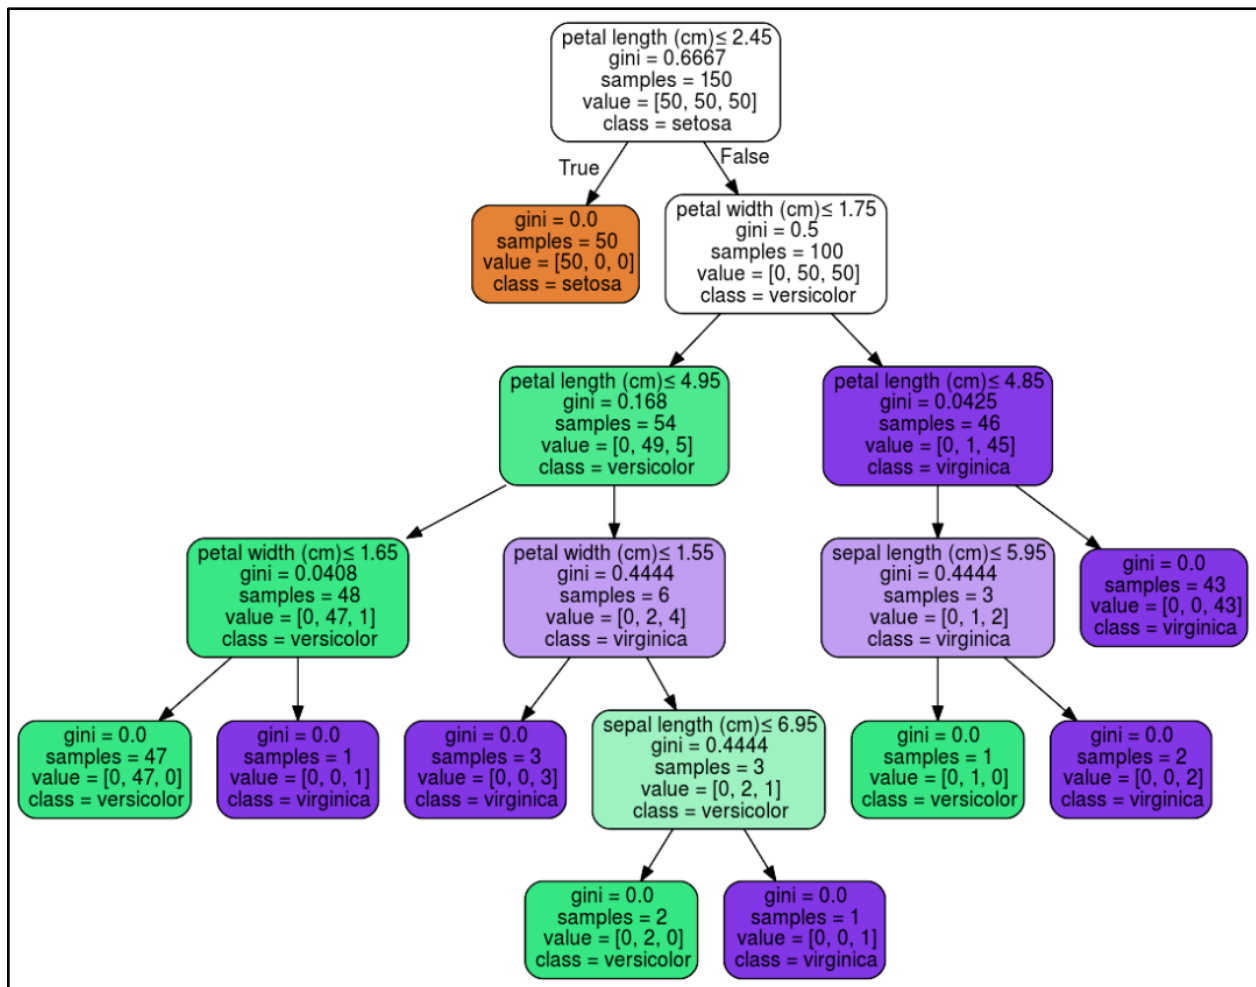 petal length (cm)≤ 2.45
gini = 0.6667
samples = 150
value = [50, 50, 50]
class = setosa
True
False
gini = 0.0
samples = 50
value = [50, 0, 0]
class = setosa
petal width (cm)≤ 1.75
gini = 0.5
samples = 100
value = [0, 50, 50]
class = versicolor
petal length (cm)≤ 4.95
gini = 0.168
samples = 54
value = [0, 49, 5]
class = versicolor
petal length (cm)≤ 4.85
gini = 0.0425
samples = 46
value = [0, 1, 45]
class = virginica
petal width (cm)≤ 1.65
gini = 0.0408
samples = 48
value = [0, 47, 1]
class = versicolor
petal width (cm)≤ 1.55
gini = 0.4444
samples = 6
value = [0, 2, 4]
class = virginica
sepal length (cm)≤ 5.95
gini = 0.4444
samples = 3
value = [0, 1, 2]
class = virginica
gini = 0.0
samples = 43
value = [0, 0, 43]
class = virginica
gini = 0.0
samples = 47
value = [0, 47, 0]
class = versicolor
gini = 0.0
samples = 1
value = [0, 0, 1]
class = virginica
gini = 0.0
samples = 3
value = [0, 0, 3]
class = virginica
sepal length (cm)≤ 6.95
gini = 0.4444
samples = 3
value = [0, 2, 1]
class = versicolor
gini = 0.0
samples = 1
value = [0, 1, 0]
class = versicolor
gini = 0.0
samples = 2
value = [0, 0, 2]
class = virginica
gini = 0.0
samples = 2
value = [0, 2, 0]
class = versicolor
gini = 0.0
samples = 1
value = [0, 0, 1]
class = virginica